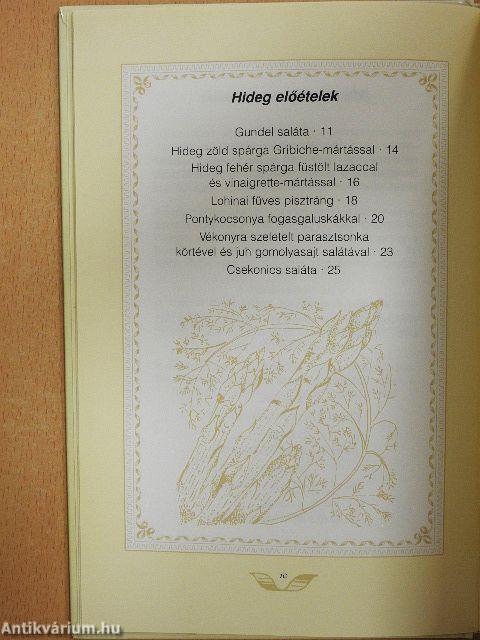 Hideg előételek
Gundel saláta · 11
Hideg zöld spárga Gribiche-mártással · 14
Hideg fehér spárga füstölt lazaccal
és vinaigrette-mártással · 16
Lohinai füves pisztráng · 18
Pontykocsonya fogasgaluskákkal · 20
Vékonyra szeletelt parasztsonka
körtével és juh gomolyasajt salátával · 23
Csekonics saláta · 25
10
Antikvárium.hu